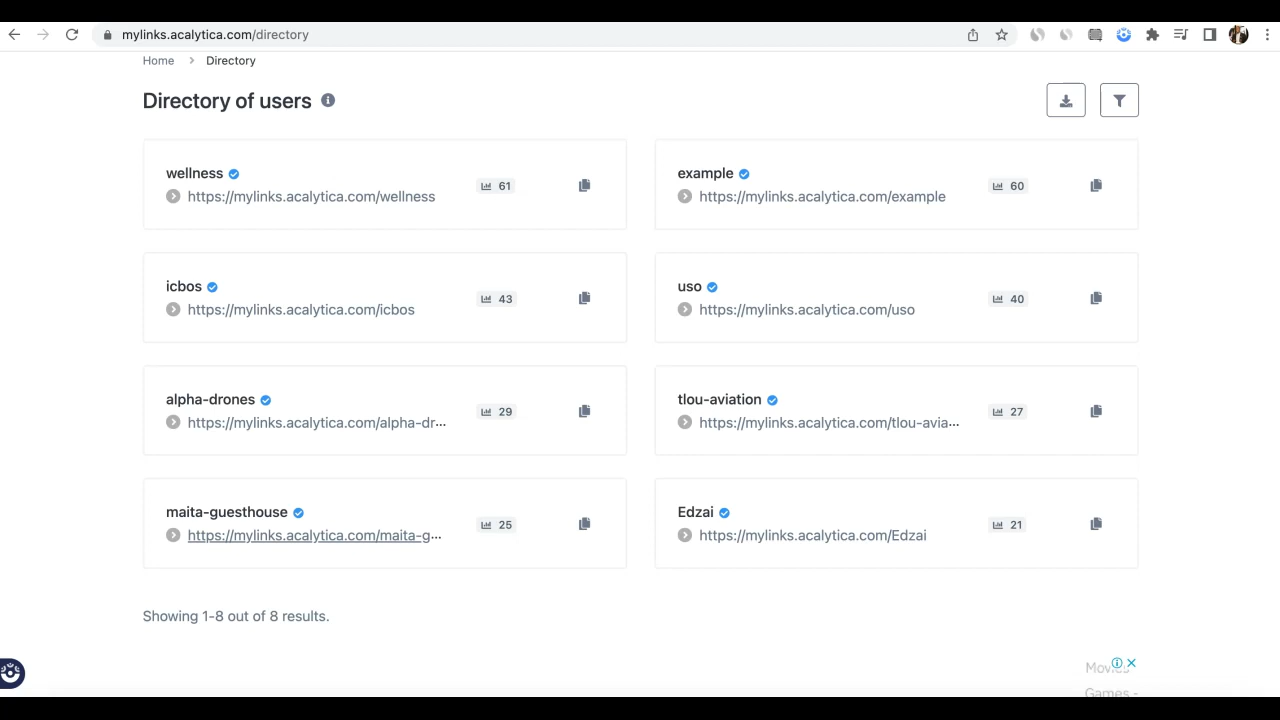 mylinks.acalytica.com/directory
Home > Directory
Directory of users
wellness
https://mylinks.acalytica.com/wellness
61
example
https://mylinks.acalytica.com/example
60
icbos
https://mylinks.acalytica.com/icbos
43
uso
https://mylinks.acalytica.com/uso
40
alpha-drones
https://mylinks.acalytica.com/alpha-dr...
29
tlou-aviation
https://mylinks.acalytica.com/tlou-avia...
27
maita-guesthouse
https://mylinks.acalytica.com/maita-g...
25
Edzai
https://mylinks.acalytica.com/Edzai
21
Showing 1-8 out of 8 results.
Games -